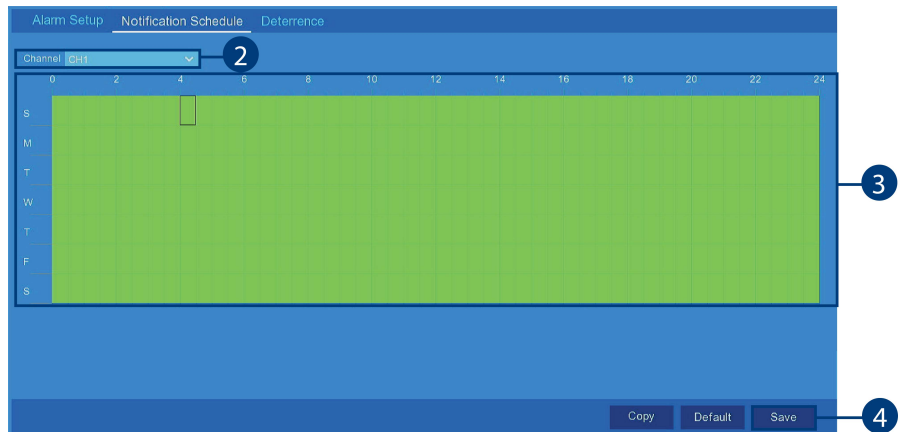 Alarm Setup Notification Schedule Deterrence
Channel CH1 2
0 2 4 6 8 10 12 14 16 18 20 22 24
S
M
T
W
T
F
S
3
Copy Default Save 4